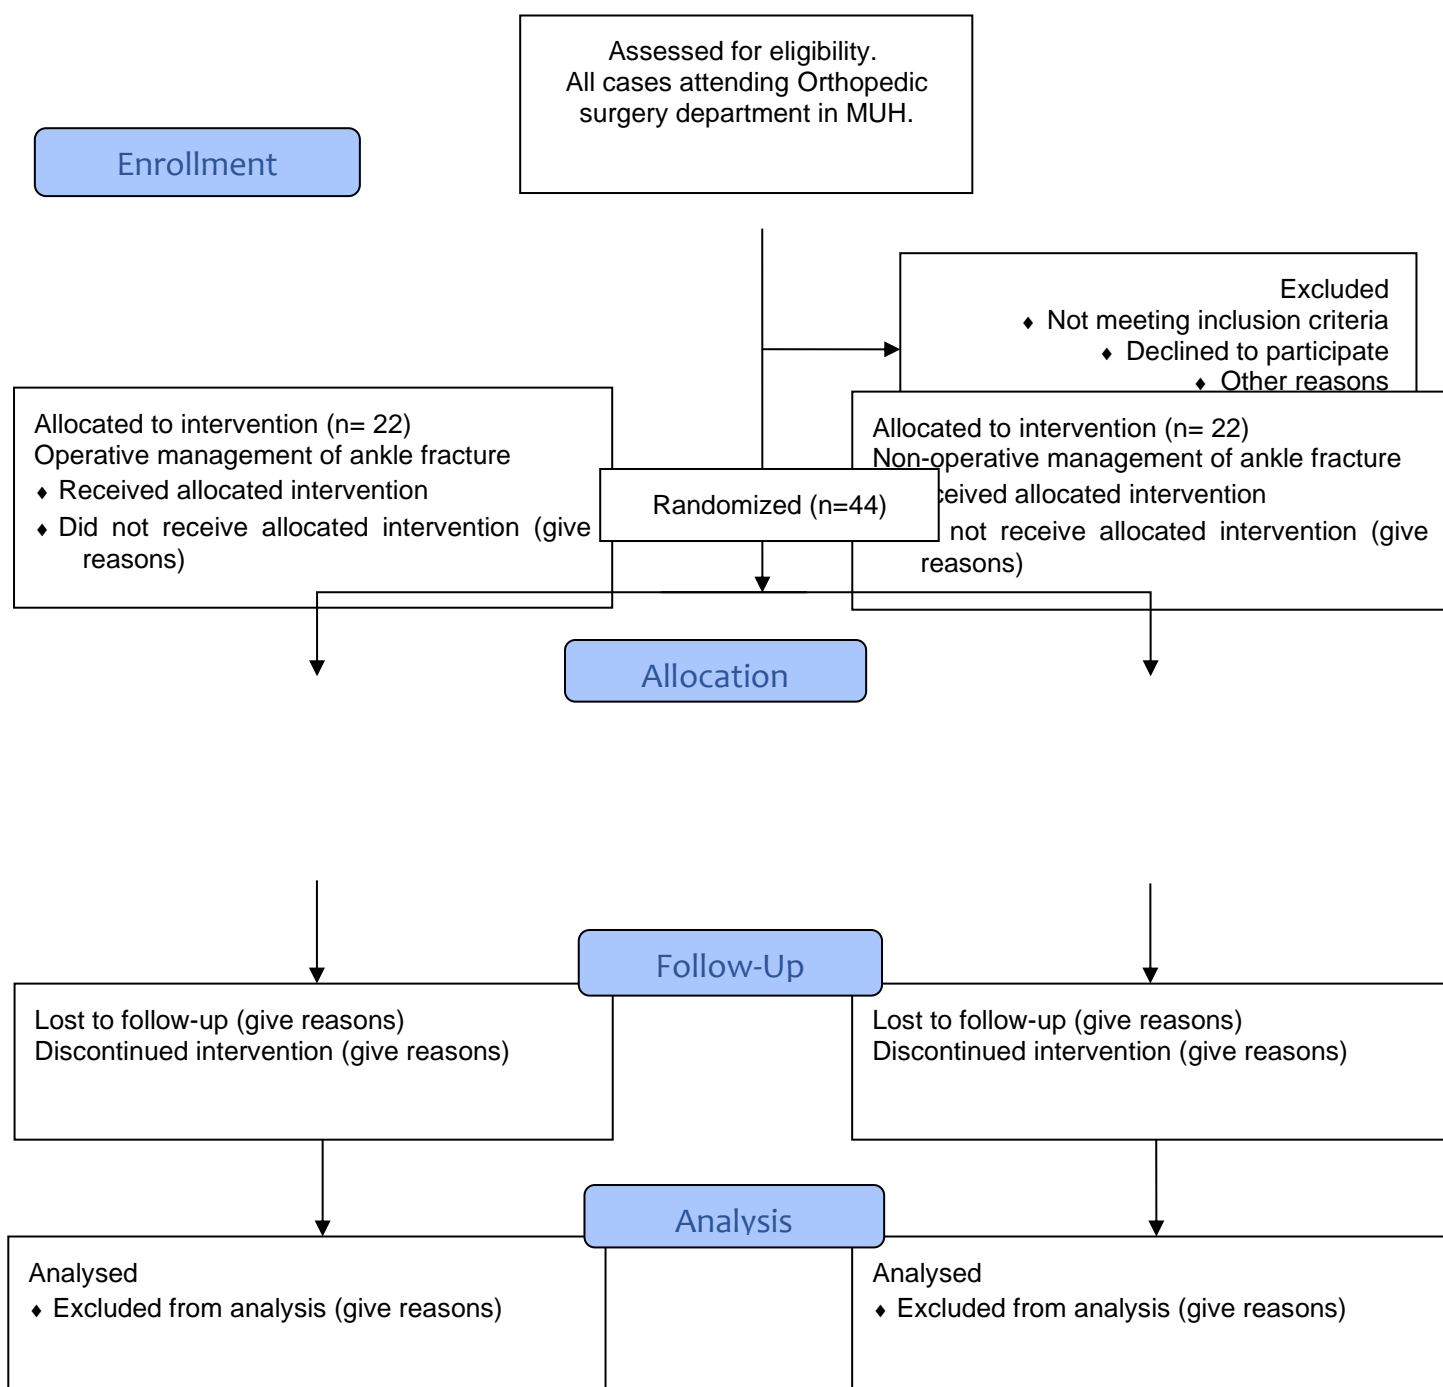 Assessed for eligibility.
All cases attending Orthopedic
surgery department in MUH.
Enrollment
Excluded
♦ Not meeting inclusion criteria
♦ Declined to participate
♦ Other reasons
Allocated to intervention (n= 22)
Operative management of ankle fracture
♦ Received allocated intervention
♦ Did not receive allocated intervention (give
reasons)
Randomized (n=44)
Allocated to intervention (n= 22)
Non-operative management of ankle fracture
ceived allocated intervention
not receive allocated intervention (give
reasons)
Allocation
Follow-Up
Lost to follow-up (give reasons)
Discontinued intervention (give reasons)
Lost to follow-up (give reasons)
Discontinued intervention (give reasons)
Analysis
Analysed
♦ Excluded from analysis (give reasons)
Analysed
♦ Excluded from analysis (give reasons)